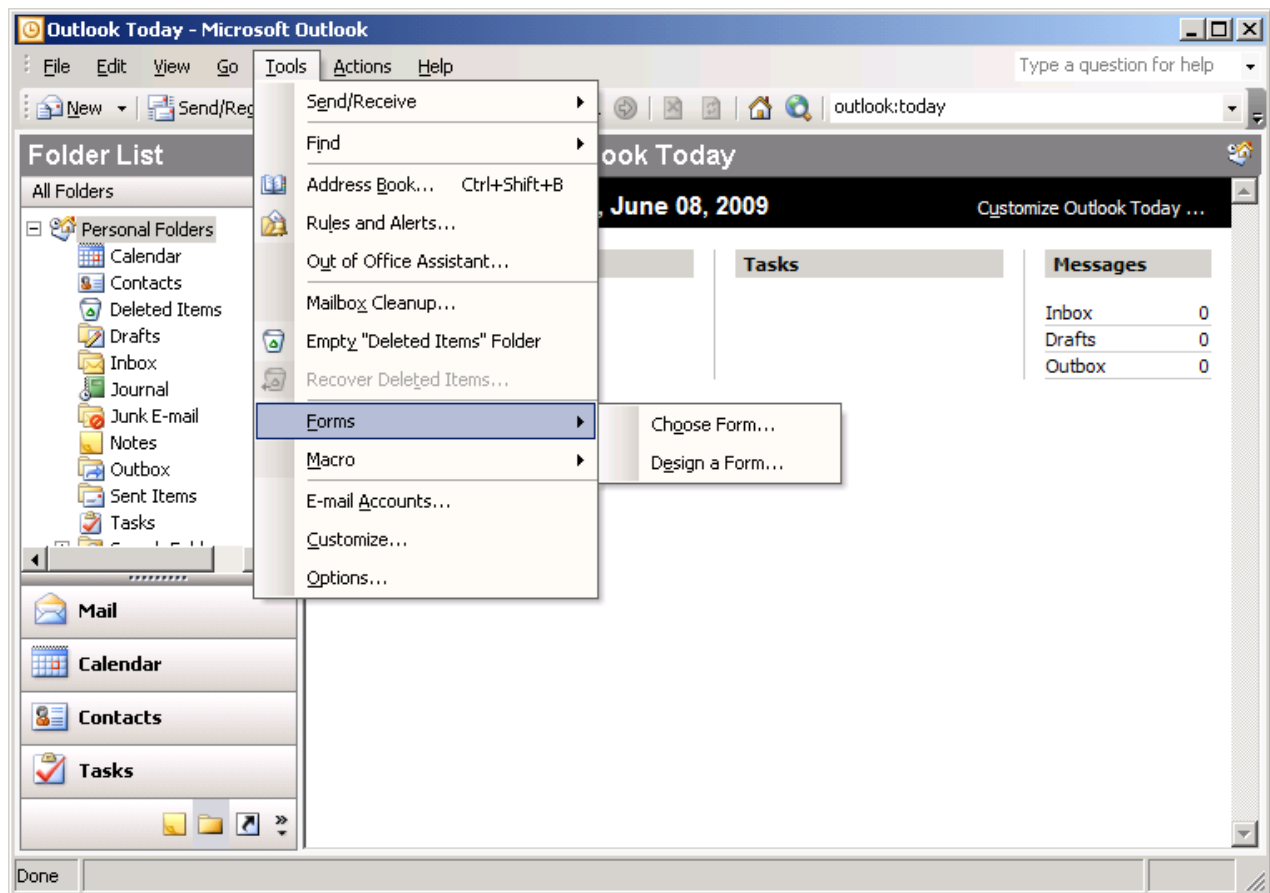 Outlook Today - Microsoft Outlook
File Edit View Go Tools Actions Help Type a question for help
New Send/Rec outlook:today
Folder List ook Today
All Folders
, June 08, 2009 Customize Outlook Today ...
Personal Folders
Calendar
Contacts
Deleted Items
Drafts
Inbox
Journal
Junk E-mail
Notes
Outbox
Sent Items
Tasks
Send/Receive
Find
Address Book... Ctrl+Shift+B
Rules and Alerts...
Out of Office Assistant...
Mailbox Cleanup...
Empty "Deleted Items" Folder
Recover Deleted Items...
Forms
Macro
E-mail Accounts...
Customize...
Options...
Choose Form...
Design a Form...
Tasks
Messages
Inbox 0
Drafts 0
Outbox 0
Mail
Calendar
Contacts
Tasks
Done